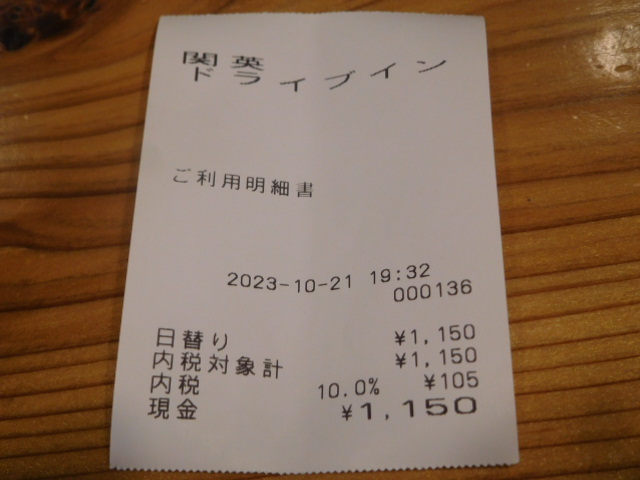 関英
ドライブイン
ご利用明細書
2023-10-21 19:32
000136
日替り ¥1,150
内税対象計 ¥1,150
内税 10.0% ¥105
現金 ¥1,150